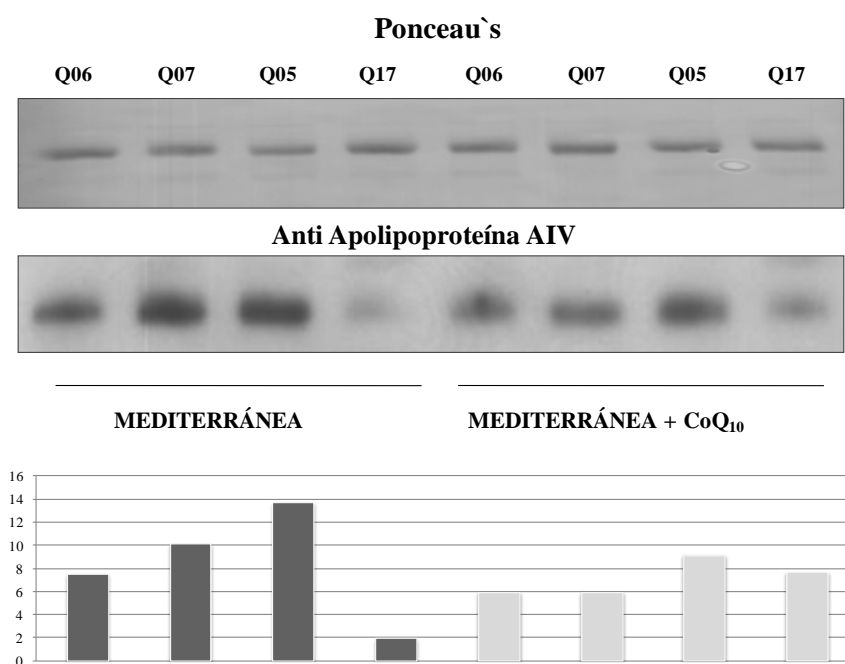 Ponceau`s
Q06 Q07 Q05 Q17 Q06 Q07 Q05 Q17
Anti Apolipoproteína AIV
MEDITERRÁNEA MEDITERRÁNEA + CoQ10
16
14
12
10
8
6
4
2
0